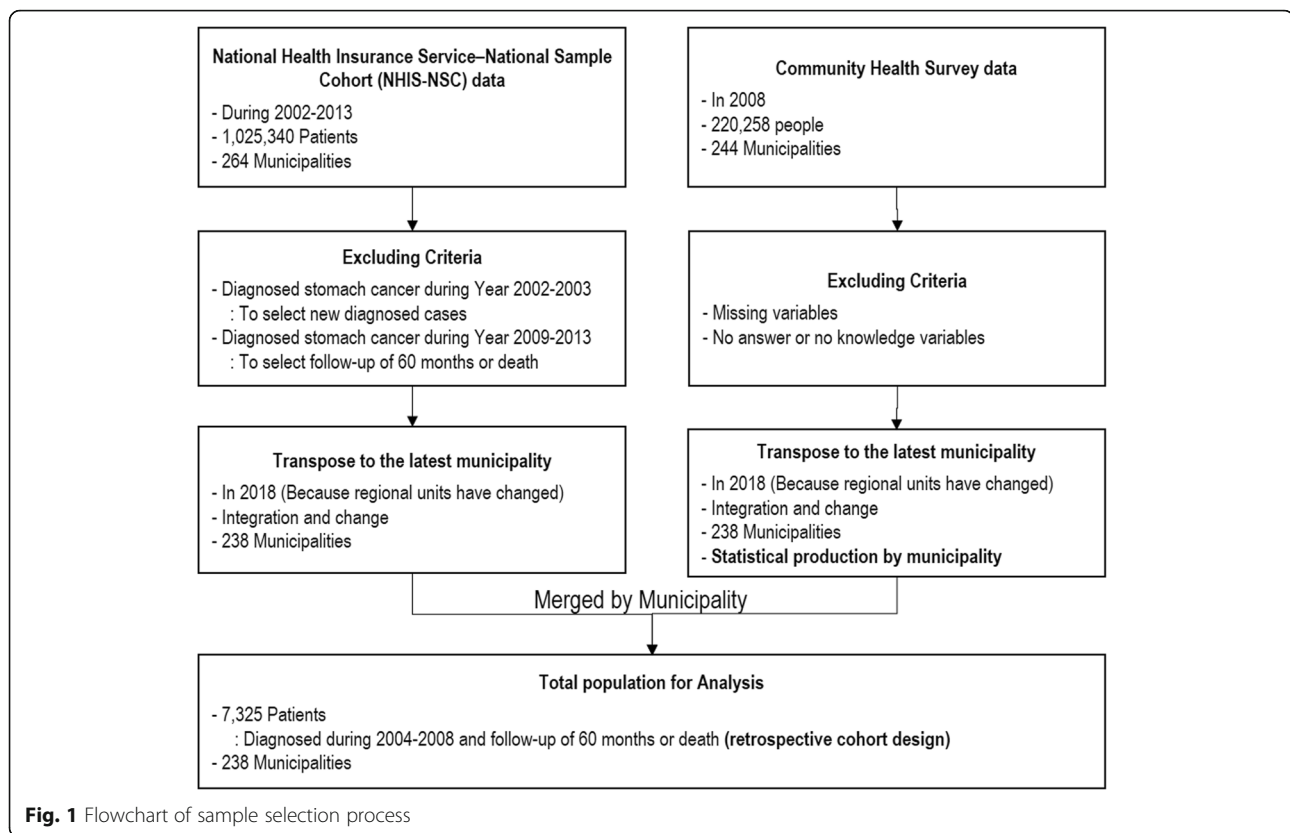 National Health Insurance Service–National Sample
Cohort (NHIS-NSC) data
- During 2002-2013
- 1,025,340 Patients
- 264 Municipalities
Community Health Survey data
- In 2008
- 220,258 people
- 244 Municipalities
Excluding Criteria
- Diagnosed stomach cancer during Year 2002-2003
: To select new diagnosed cases
- Diagnosed stomach cancer during Year 2009-2013
: To select follow-up of 60 months or death
Excluding Criteria
- Missing variables
- No answer or no knowledge variables
Transpose to the latest municipality
- In 2018 (Because regional units have changed)
- Integration and change
- 238 Municipalities
Transpose to the latest municipality
- In 2018 (Because regional units have changed)
- Integration and change
- 238 Municipalities
- Statistical production by municipality
Merged by Municipality
Total population for Analysis
- 7,325 Patients
: Diagnosed during 2004-2008 and follow-up of 60 months or death (retrospective cohort design)
- 238 Municipalities
Fig. 1 Flowchart of sample selection process